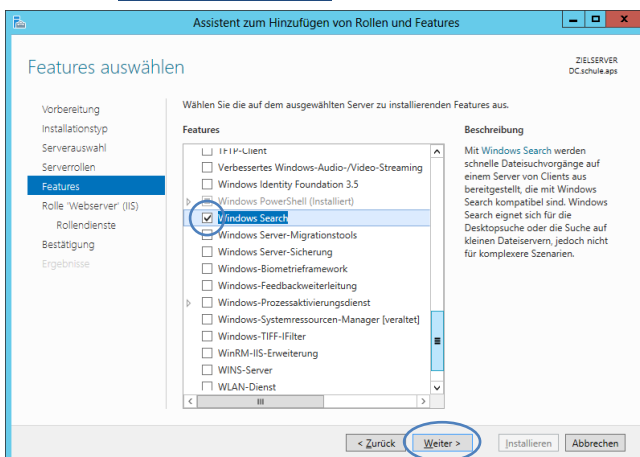 Assistent zum Hinzufügen von Rollen und Features
Features auswählen
ZIELSERVER
DC.schule.aps
Vorbereitung
Installationstyp
Serverauswahl
Serverrollen
Features
Rolle 'Webserver' (IIS)
Rollendienste
Bestätigung
Ergebnisse
Wählen Sie die auf dem ausgewählten Server zu installierenden Features aus.
Features
TFTP-Client
Verbessertes Windows-Audio-/Video-Streaming
Windows Identity Foundation 3.5
Windows PowerShell (Installiert)
Windows Search
Windows Server-Migrationstools
Windows Server-Sicherung
Windows-Biometrieframework
Windows-Feedbackweiterleitung
Windows-Prozessaktivierungsdienst
Windows-Systemressourcen-Manager [veraltet]
Windows-TIFF-IFilter
WinRM-IIS-Erweiterung
WINS-Server
WLAN-Dienst
Beschreibung
Mit Windows Search werden
schnelle Dateisuchvorgänge auf
einem Server von Clients aus
bereitgestellt, die mit Windows
Search kompatibel sind. Windows
Search eignet sich für die
Desktopsuche oder die Suche auf
kleinen Dateiservern, jedoch nicht
für komplexere Szenarien.
< Zurück
Weiter >
Installieren
Abbrechen